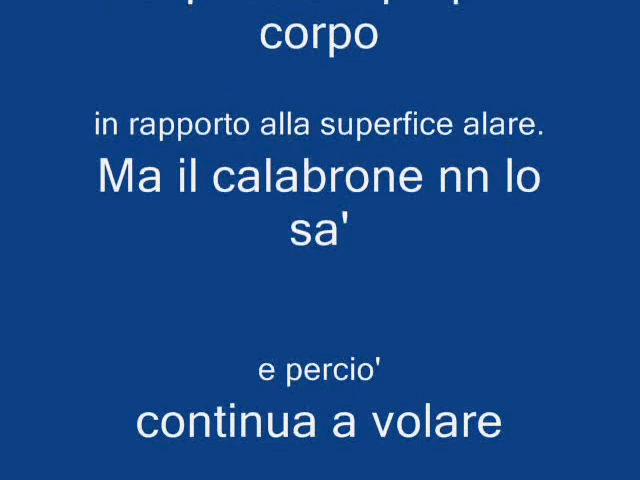 corpo
in rapporto alla superfice alare.
Ma il calabrone nn lo
sa'
e percio'
continua a volare